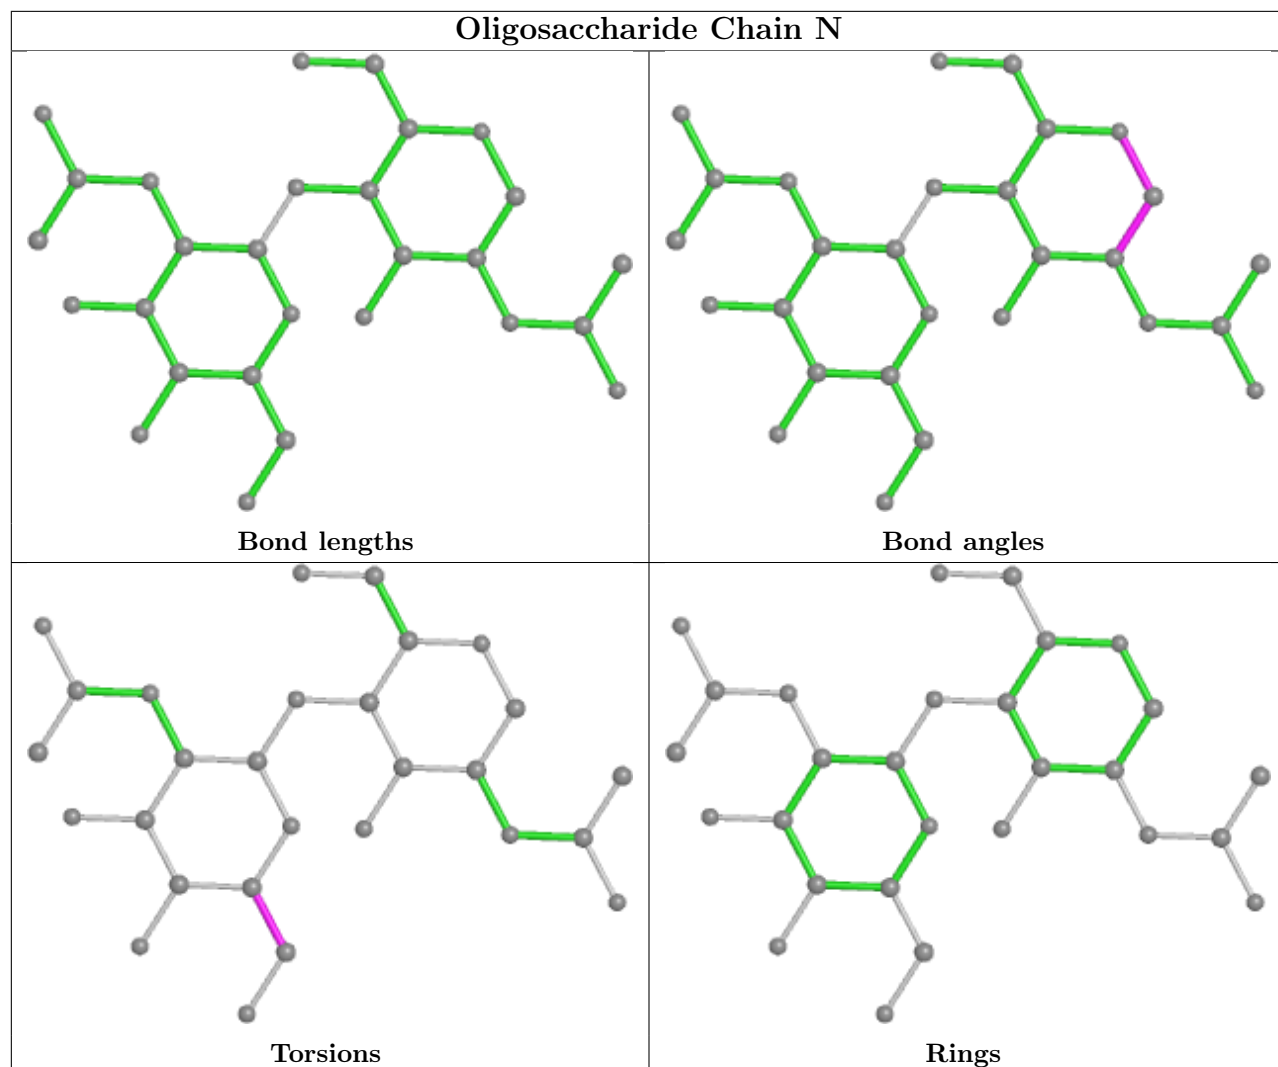 Oligosaccharide Chain N
Bond lengths
Bond angles
Torsions
Rings